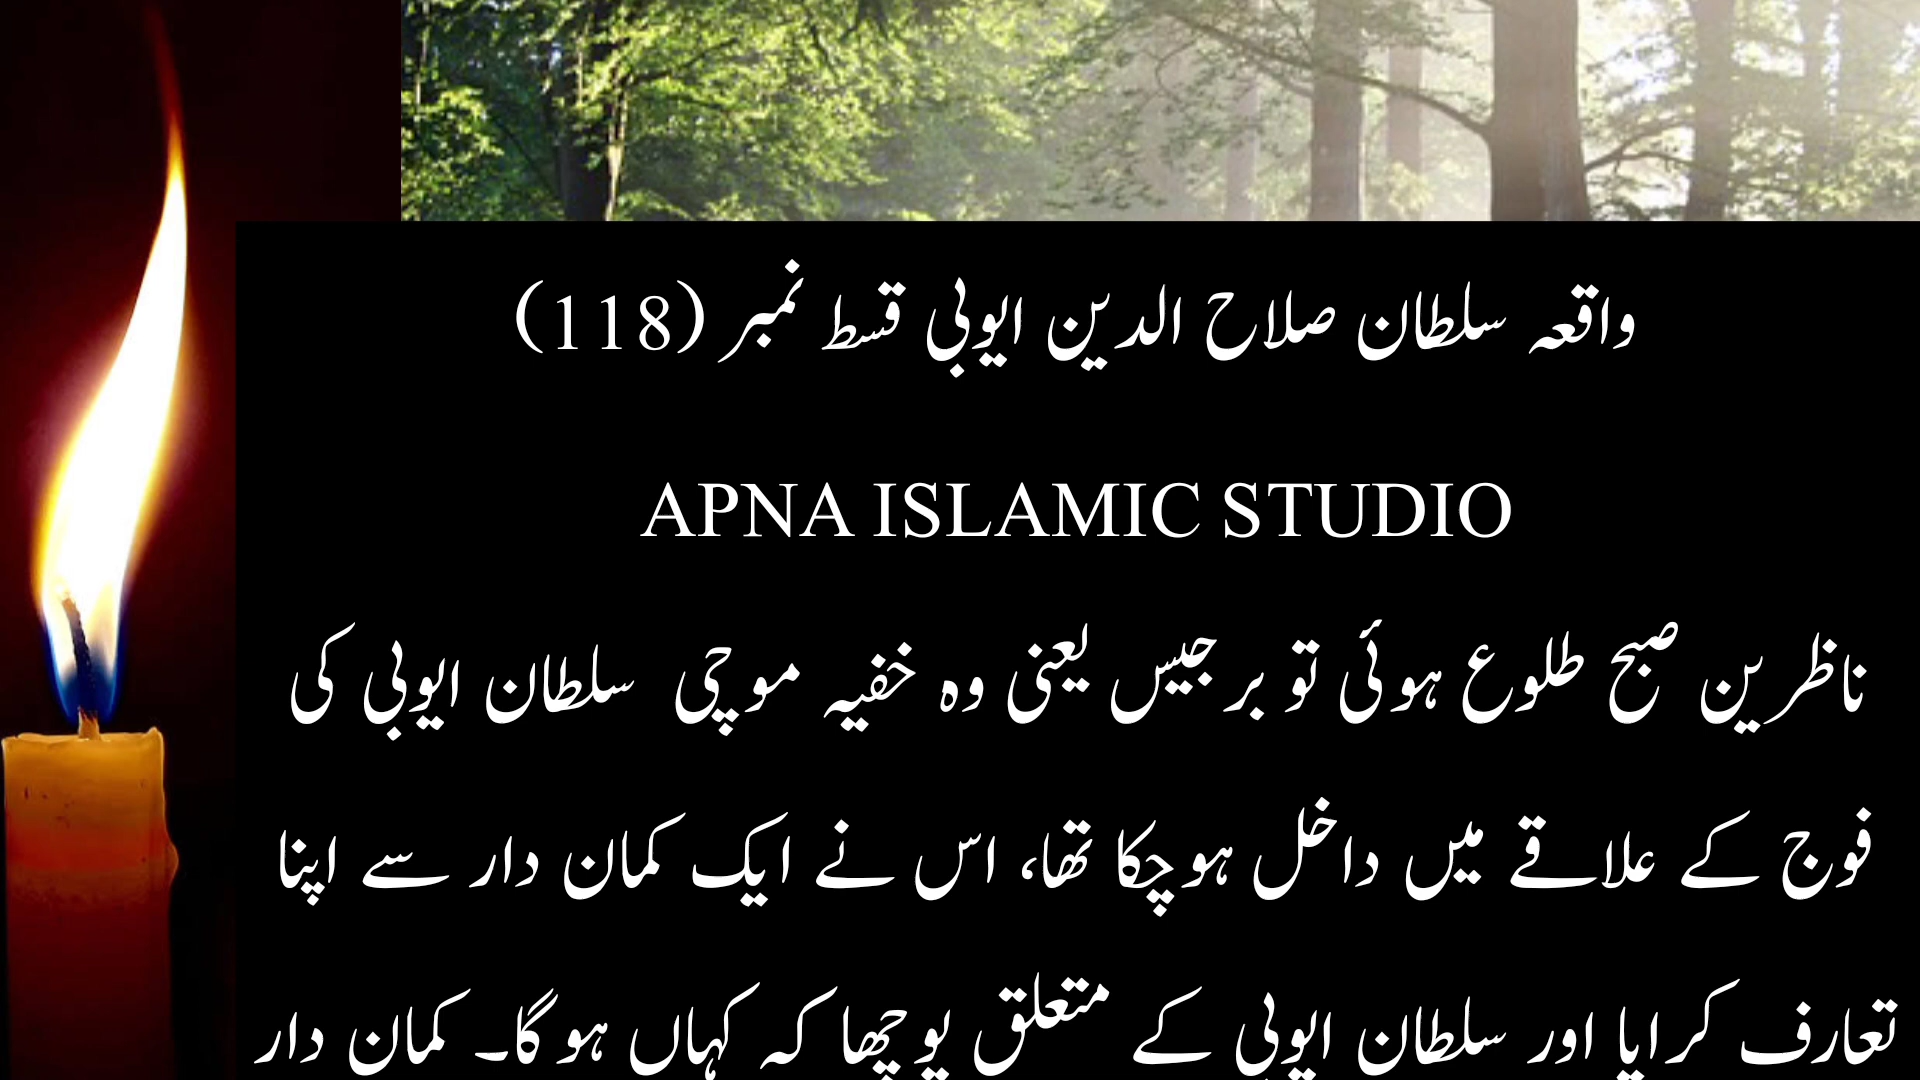 واقعہ سلطان صلاح الدین ایوبی قسط نمبر (118)
APNA ISLAMIC STUDIO
ناظرین صبح طلوع ہوئی تو برجیس یعنی وہ خفیہ موچی سلطان ایوبی کی
فوج کے علاقے میں داخل ہوچکا تھا، اس نے ایک کمان دار سے اپنا
تعارف کرایا اور سلطان ایوبی کے متعلق پوچھا کہ کہاں ہو گا۔ کمان دار